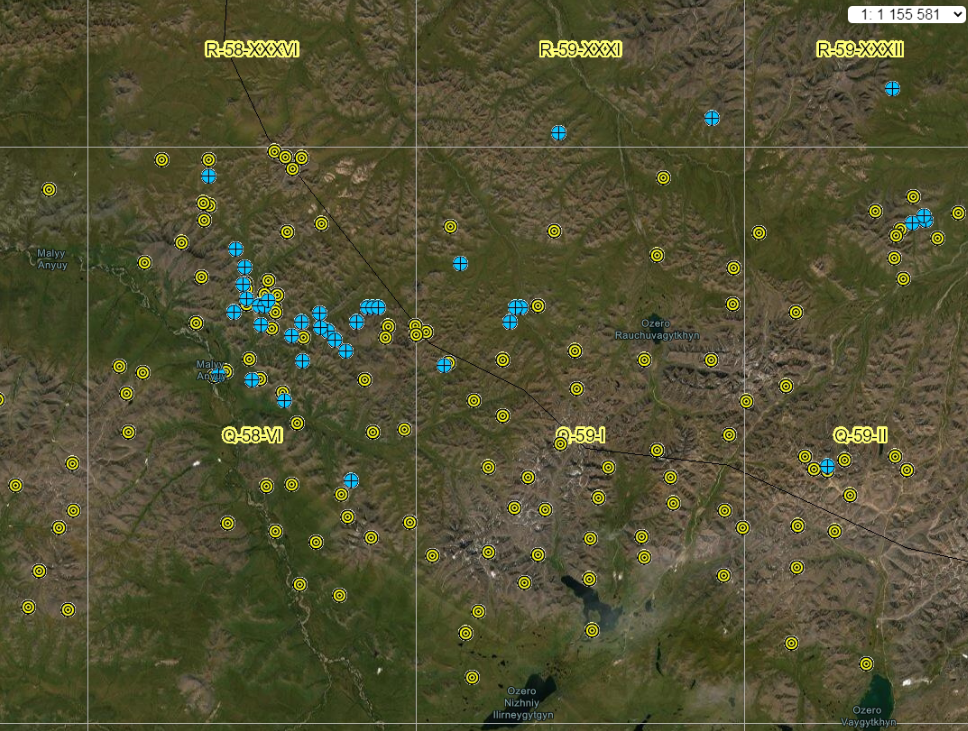 1: 1 155 581
R-58-XXXVI
R-59-XXXI
R-59-XXXII
Malyy
Anyuy
Ozero
Rauchuvagytkhyn
Malyy
Anyuy
Q-58-VI
Q-59-I
Q-59-II
Ozero
Nizhniy
Ilirneygytgyn
Ozero
Vaygytkhyn